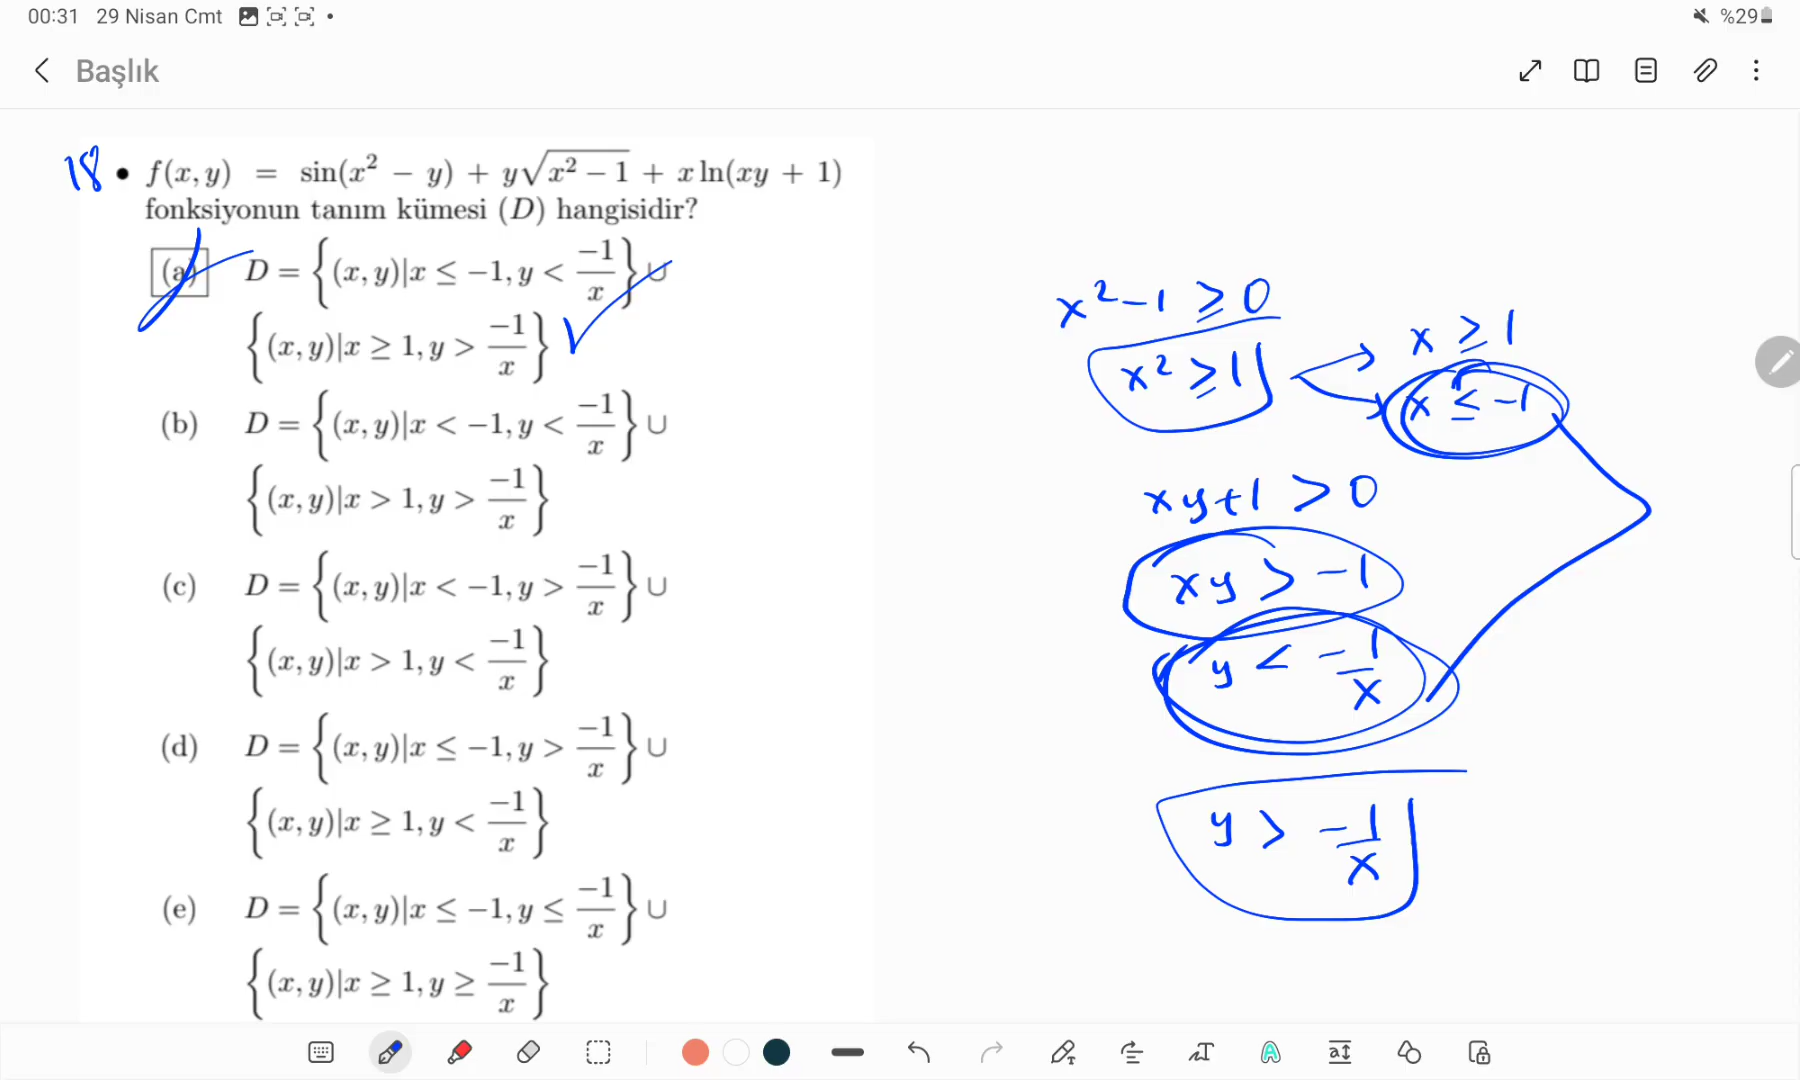 00:31 29 Nisan Cmt • %29
Başlık
18 • f(x, y) = sin(x² − y) + y√(x² − 1) + x ln(xy + 1)
fonksiyonun tanım kümesi (D) hangisidir?
(a) D = {(x, y)|x ≤ −1, y < −1/x} ∪
{(x, y)|x ≥ 1, y > −1/x}
(b) D = {(x, y)|x < −1, y < −1/x} ∪
{(x, y)|x > 1, y > −1/x}
(c) D = {(x, y)|x < −1, y > −1/x} ∪
{(x, y)|x > 1, y < −1/x}
(d) D = {(x, y)|x ≤ −1, y > −1/x} ∪
{(x, y)|x ≥ 1, y < −1/x}
(e) D = {(x, y)|x ≤ −1, y ≤ −1/x} ∪
{(x, y)|x ≥ 1, y ≥ −1/x}
x² − 1 ≥ 0
x² ≥ 1
x ≥ 1
x ≤ −1
xy + 1 > 0
xy > −1
y < −1/x
y > −1/x